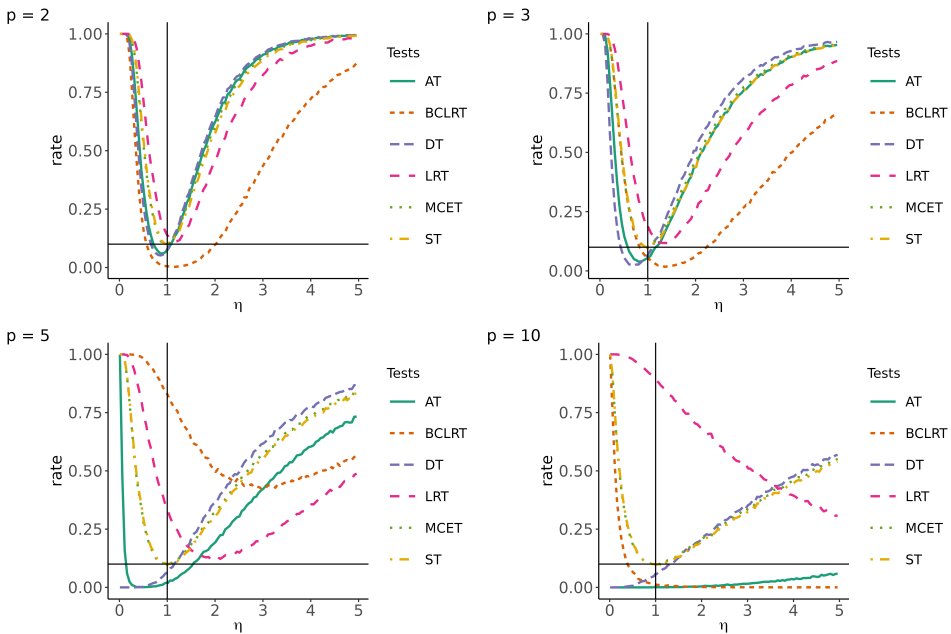 p = 2
1.00
0.75
0.50
0.25
0.00
rate
0 1 2 3 4 5
η
Tests
AT
BCLRT
DT
LRT
MCET
ST
p = 3
1.00
0.75
0.50
0.25
0.00
rate
0 1 2 3 4 5
η
Tests
AT
BCLRT
DT
LRT
MCET
ST
p = 5
1.00
0.75
0.50
0.25
0.00
rate
0 1 2 3 4 5
η
Tests
AT
BCLRT
DT
LRT
MCET
ST
p = 10
1.00
0.75
0.50
0.25
0.00
rate
0 1 2 3 4 5
η
Tests
AT
BCLRT
DT
LRT
MCET
ST